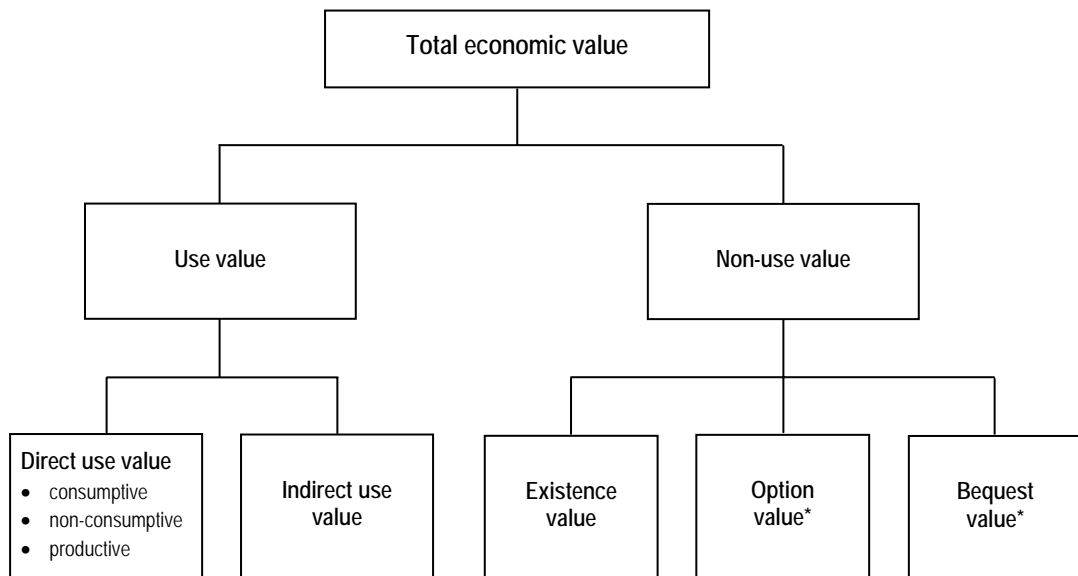 Total economic value
Use value
Non-use value
Direct use value
• consumptive
• non-consumptive
• productive
Indirect use
value
Existence
value
Option
value*
Bequest
value*